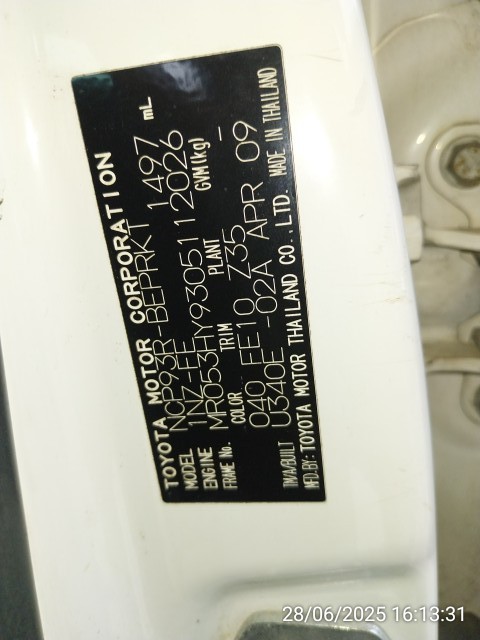 TOYOTA MOTOR CORPORATION
MODEL NCP93R-BEPRKT 1497 mL
ENGINE 1NZ-FE
FRAME No. MR053HY9305112026
COLOR TRIM PLANT GVM(kg)
040 FE10 Z35 –
TM/A/BUILT U340E -02A APR 09
MFD.BY: TOYOTA MOTOR THAILAND CO., LTD. MADE IN THAILAND
28/06/2025 16:13:31